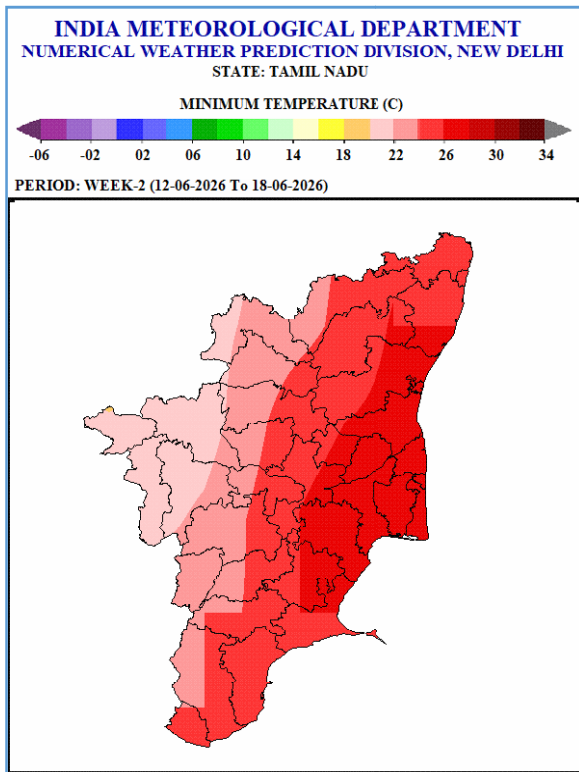 INDIA METEOROLOGICAL DEPARTMENT
NUMERICAL WEATHER PREDICTION DIVISION, NEW DELHI
STATE: TAMIL NADU
MINIMUM TEMPERATURE (C)
-06 -02 02 06 10 14 18 22 26 30 34
PERIOD: WEEK-2 (12-06-2026 To 18-06-2026)